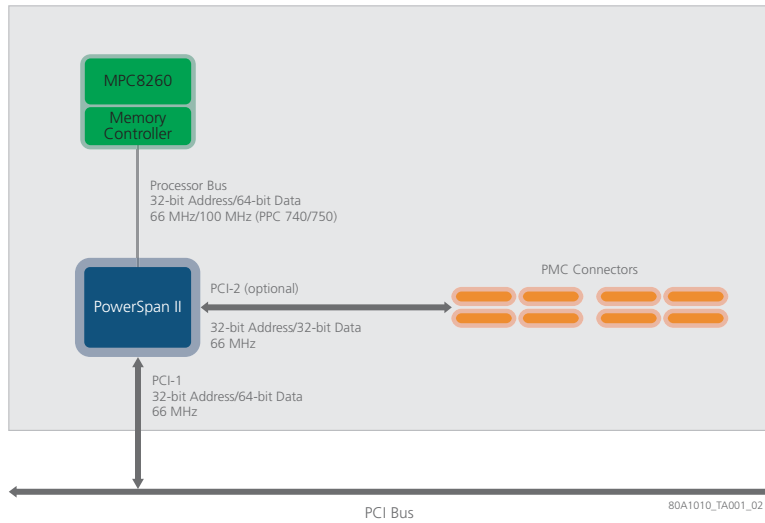 MPC8260
Memory
Controller
Processor Bus
32-bit Address/64-bit Data
66 MHz/100 MHz (PPC 740/750)
PowerSpan II
PCI-2 (optional)
32-bit Address/32-bit Data
66 MHz
PMC Connectors
PCI-1
32-bit Address/64-bit Data
66 MHz
PCI Bus
80A1010_TA001_02